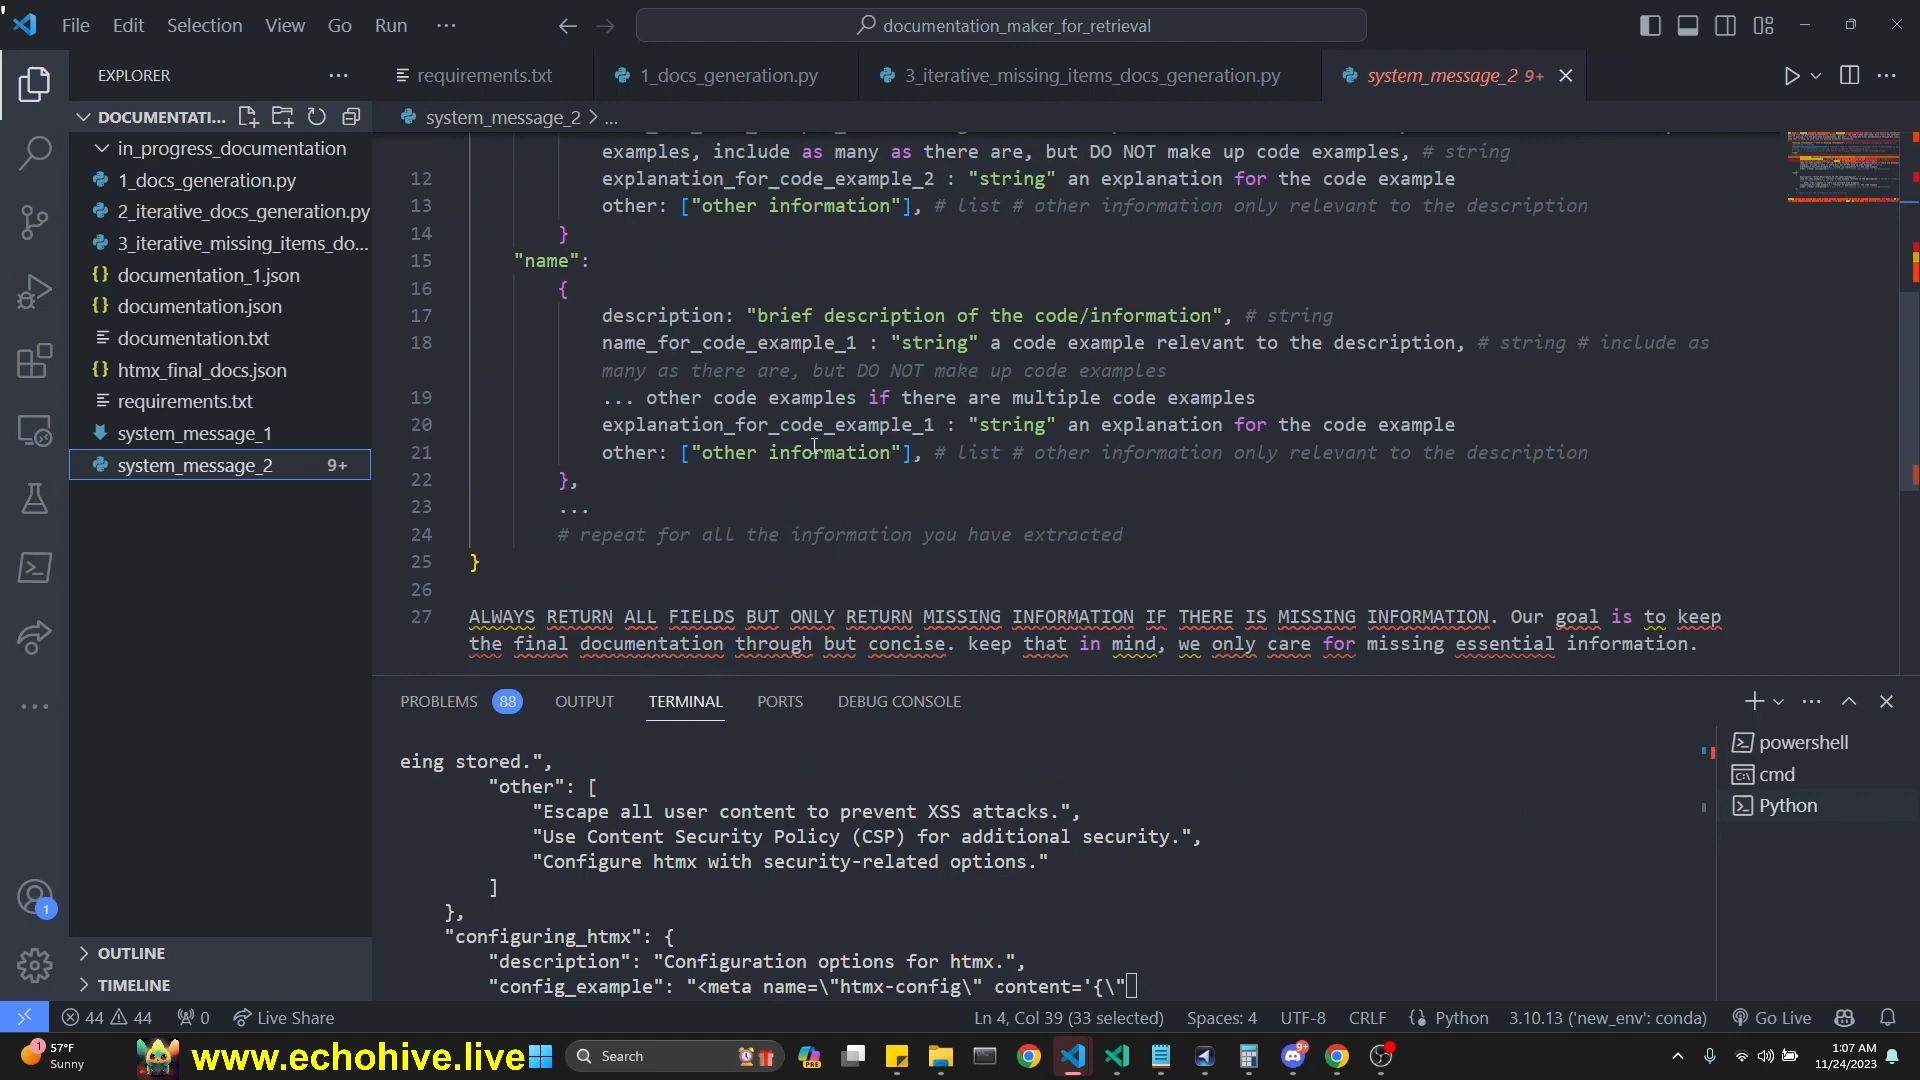 File Edit Selection View Go Run ···
documentation_maker_for_retrieval
EXPLORER
requirements.txt
1_docs_generation.py
3_iterative_missing_items_docs_generation.py
system_message_2 9+
DOCUMENTATI...
system_message_2 > ...
in_progress_documentation
1_docs_generation.py
2_iterative_docs_generation.py
3_iterative_missing_items_do...
documentation_1.json
documentation.json
documentation.txt
htmx_final_docs.json
requirements.txt
system_message_1
system_message_2 9+
OUTLINE
TIMELINE
examples, include as many as there are, but DO NOT make up code examples, # string
12 explanation_for_code_example_2 : "string" an explanation for the code example
13 other: ["other information"], # list # other information only relevant to the description
14 }
15 "name":
16 {
17 description: "brief description of the code/information", # string
18 name_for_code_example_1 : "string" a code example relevant to the description, # string # include as
many as there are, but DO NOT make up code examples
19 ... other code examples if there are multiple code examples
20 explanation_for_code_example_1 : "string" an explanation for the code example
21 other: ["other information"], # list # other information only relevant to the description
22 },
23 ...
24 # repeat for all the information you have extracted
25 }
26
27 ALWAYS RETURN ALL FIELDS BUT ONLY RETURN MISSING INFORMATION IF THERE IS MISSING INFORMATION. Our goal is to keep
the final documentation through but concise. keep that in mind, we only care for missing essential information.
PROBLEMS 88 OUTPUT TERMINAL PORTS DEBUG CONSOLE
eing stored.",
"other": [
"Escape all user content to prevent XSS attacks.",
"Use Content Security Policy (CSP) for additional security.",
"Configure htmx with security-related options."
]
},
"configuring_htmx": {
"description": "Configuration options for htmx.",
"config_example": "<meta name=\"htmx-config\" content='{\"
powershell
cmd
Python
1
44 44 0 Live Share
Ln 4, Col 39 (33 selected) Spaces: 4 UTF-8 CRLF Python 3.10.13 ('new_env': conda) Go Live
1
57°F
Sunny
www.echohive.live
Search
PRE
9+
1:07 AM
11/24/2023